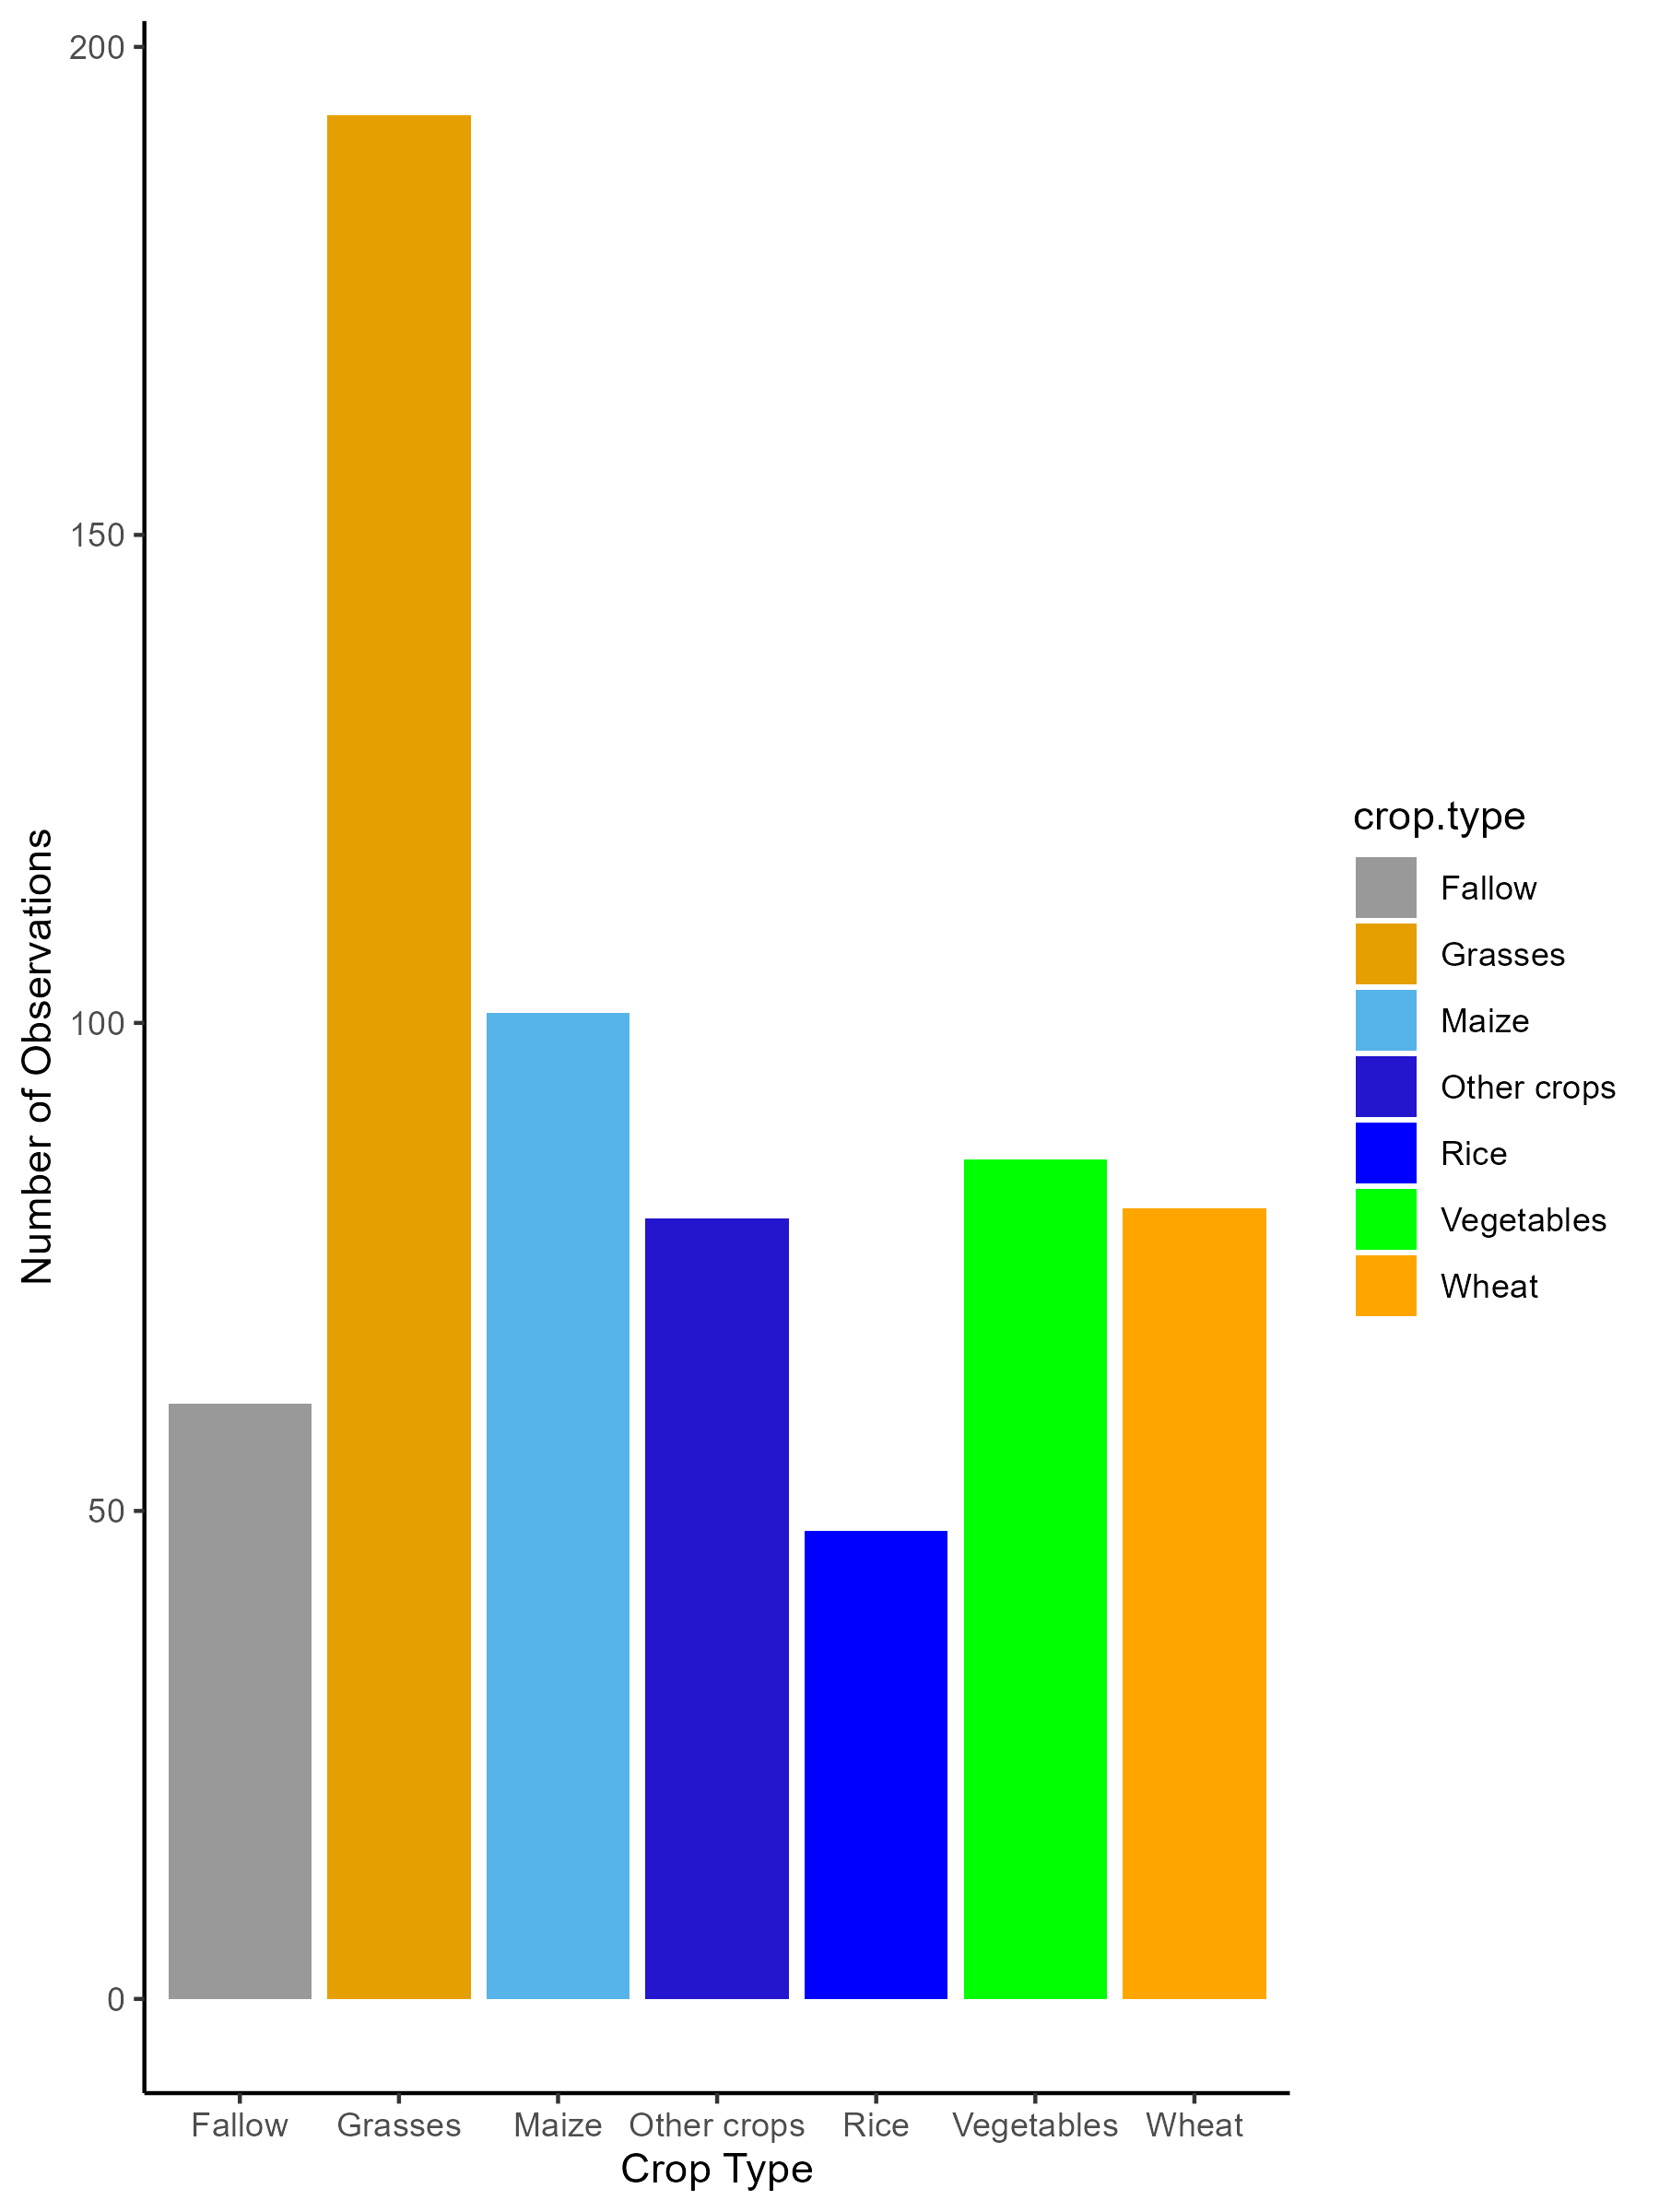 200
150
100
50
0
Number of Observations
Fallow Grasses Maize Other crops Rice Vegetables Wheat
Crop Type
crop.type
Fallow
Grasses
Maize
Other crops
Rice
Vegetables
Wheat